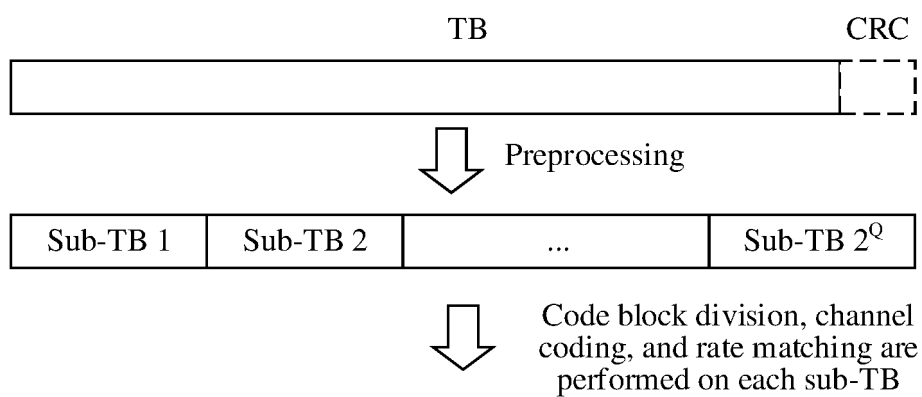 TB CRC
Preprocessing
Sub-TB 1 Sub-TB 2 ... Sub-TB 2^Q
Code block division, channel
coding, and rate matching are
performed on each sub-TB